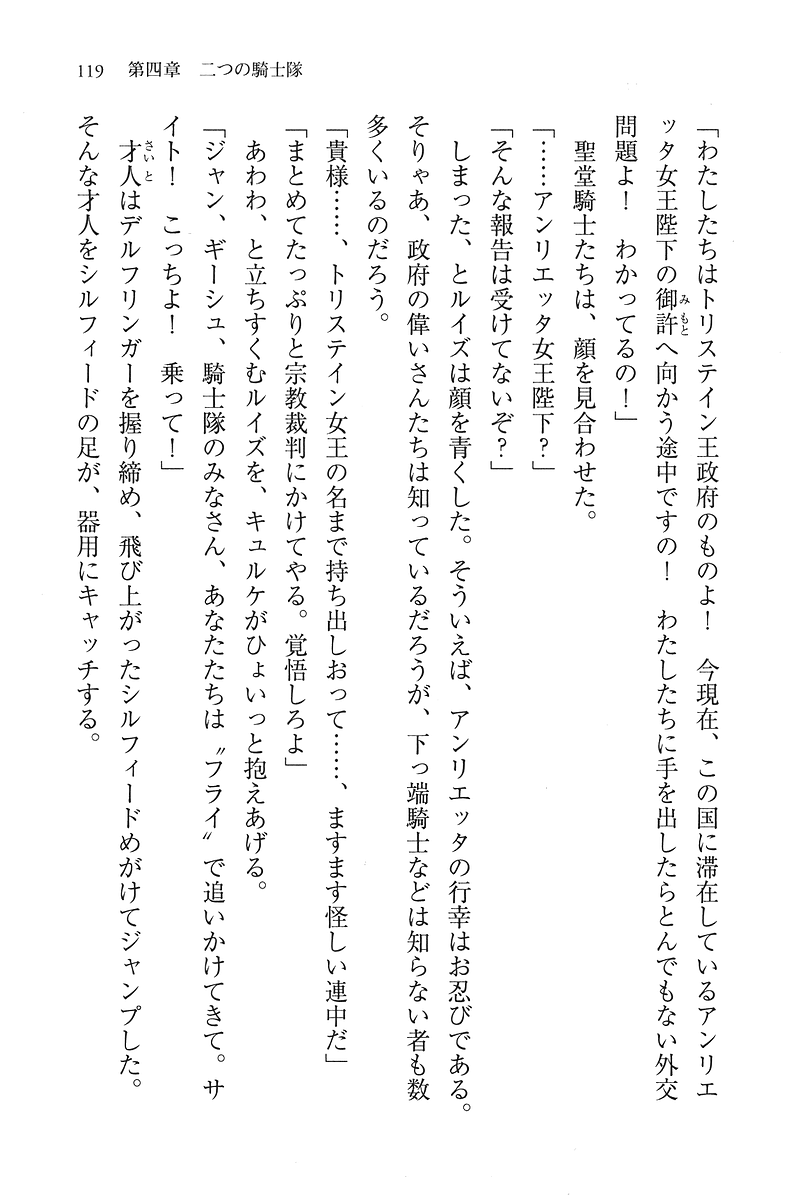 119　第四章　二つの騎士隊
「わたしたちはトリステイン王政府のものよ！　今現在、この国に滞在しているアンリエ
ッタ女王陛下の御許へ向かう途中ですの！　わたしたちに手を出したらとんでもない外交
問題よ！　わかってるの！」
　聖堂騎士たちは、顔を見合わせた。
「……アンリエッタ女王陛下？」
「そんな報告は受けてないぞ？」
　しまった、とルイズは顔を青くした。そういえば、アンリエッタの行幸はお忍びである。
そりゃあ、政府の偉いさんたちは知っているだろうが、下っ端騎士などは知らない者も数
多くいるのだろう。
「貴様……、トリステイン女王の名まで持ち出しおって……、ますます怪しい連中だ」
「まとめてたっぷりと宗教裁判にかけてやる。覚悟しろよ」
　あわわ、と立ちすくむルイズを、キュルケがひょいっと抱えあげる。
「ジャン、ギーシュ、騎士隊のみなさん、あなたたちは〝フライ〟で追いかけてきて。サ
イト！　こっちよ！　乗って！」
　才人はデルフリンガーを握り締め、飛び上がったシルフィードめがけてジャンプした。
そんな才人をシルフィードの足が、器用にキャッチする。